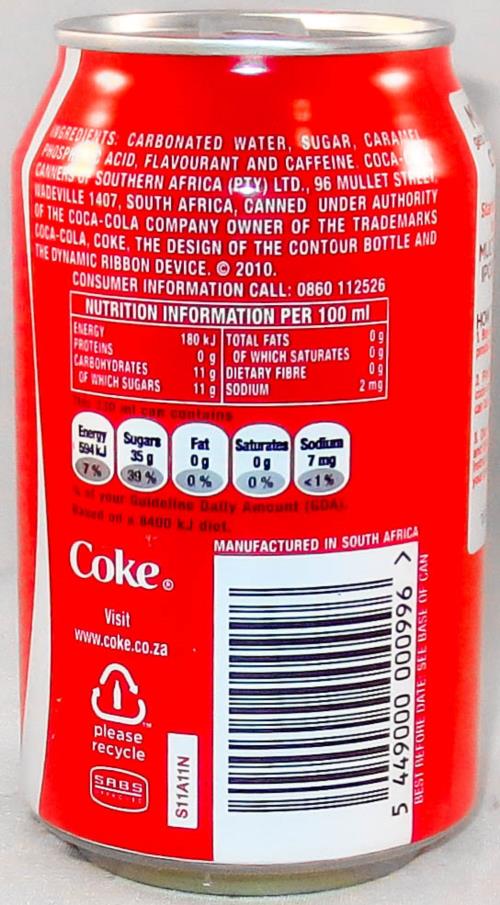 INGREDIENTS: CARBONATED WATER, SUGAR, CARAMEL,
ACID, FLAVOURANT AND CAFFEINE. COCA-
CANNERS OF SOUTHERN AFRICA (PTY) LTD., 96 MULLET STREET,
WADEVILLE 1407, SOUTH AFRICA, CANNED UNDER AUTHORITY
OF THE COCA-COLA COMPANY OWNER OF THE TRADEMARKS
COCA-COLA, COKE, THE DESIGN OF THE CONTOUR BOTTLE AND
THE DYNAMIC RIBBON DEVICE. © 2010.
CONSUMER INFORMATION CALL: 0860 112526
NUTRITION INFORMATION PER 100 ml
ENERGY 180 kJ
PROTEINS 0 g
CARBOHYDRATES 11 g
OF WHICH SUGARS 11 g
TOTAL FATS 0 g
OF WHICH SATURATES 0 g
DIETARY FIBRE 0 g
SODIUM 2 mg
This 330 ml can contains
Energy 594 kJ 7%
Sugars 35 g 39 %
Fat 0 g 0 %
Saturates 0 g 0 %
Sodium 7 mg <1%
% of your Guideline Daily Amount (GDA).
Based on a 8400 kJ diet.
Coke®
Visit
www.coke.co.za
please
recycle
SABS
S11A11N
MANUFACTURED IN SOUTH AFRICA
5 449000 000996 >
BEST BEFORE DATE: SEE BASE OF CAN